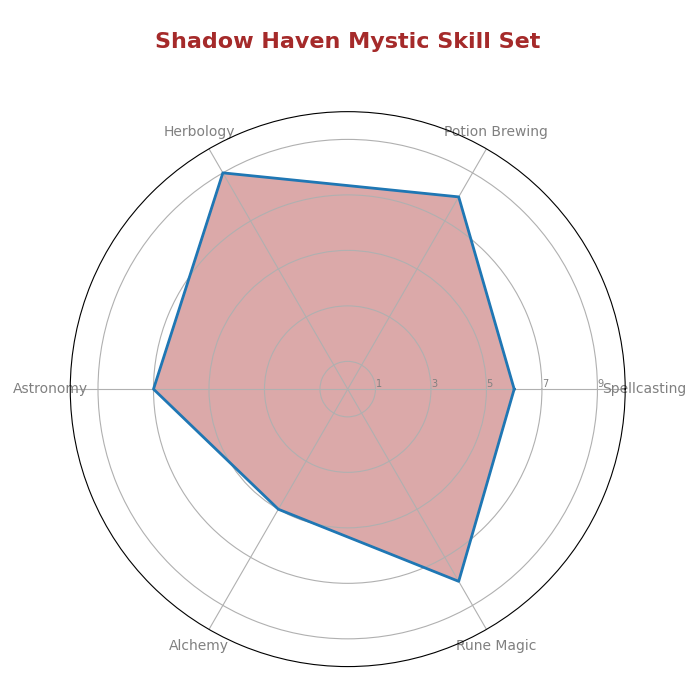 Shadow Haven Mystic Skill Set
Herbology
Potion Brewing
Astronomy
1
3
5
7
9
Spellcasting
Alchemy
Rune Magic